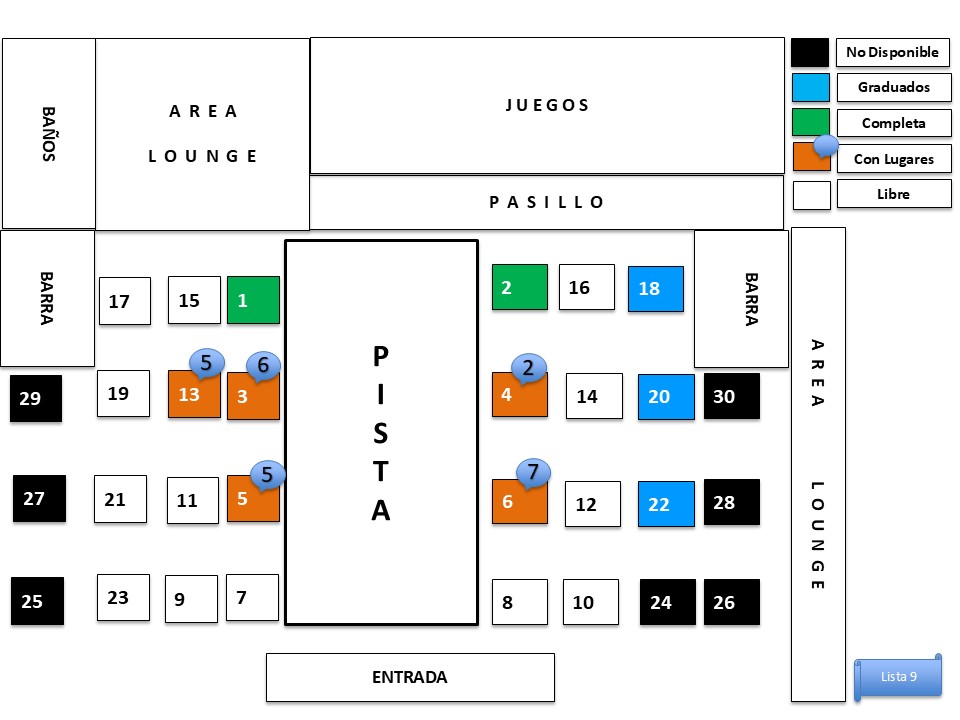 BAÑOS
AREA
LOUNGE
JUEGOS
PASILLO
No Disponible
Graduados
Completa
Con Lugares
Libre
BARRA
17
15
1
2
16
18
BARRA
PISTA
AREA LOUNGE
5
6
2
29
19
13
3
4
14
20
30
5
7
27
21
11
5
6
12
22
28
25
23
9
7
8
10
24
26
ENTRADA
Lista 9